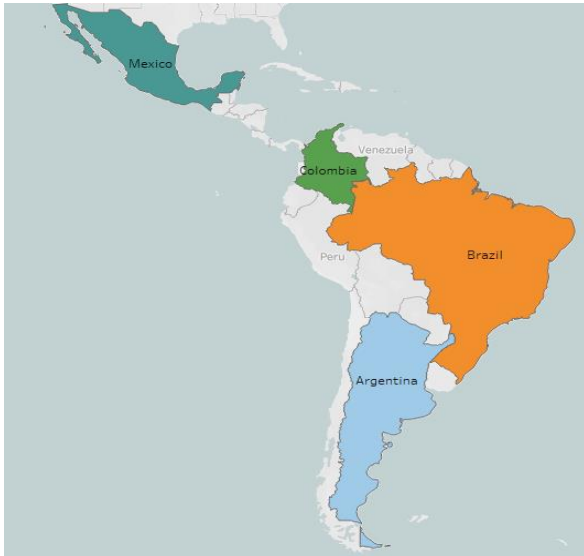 Mexico
Venezuela
Colombia
Brazil
Peru
Argentina